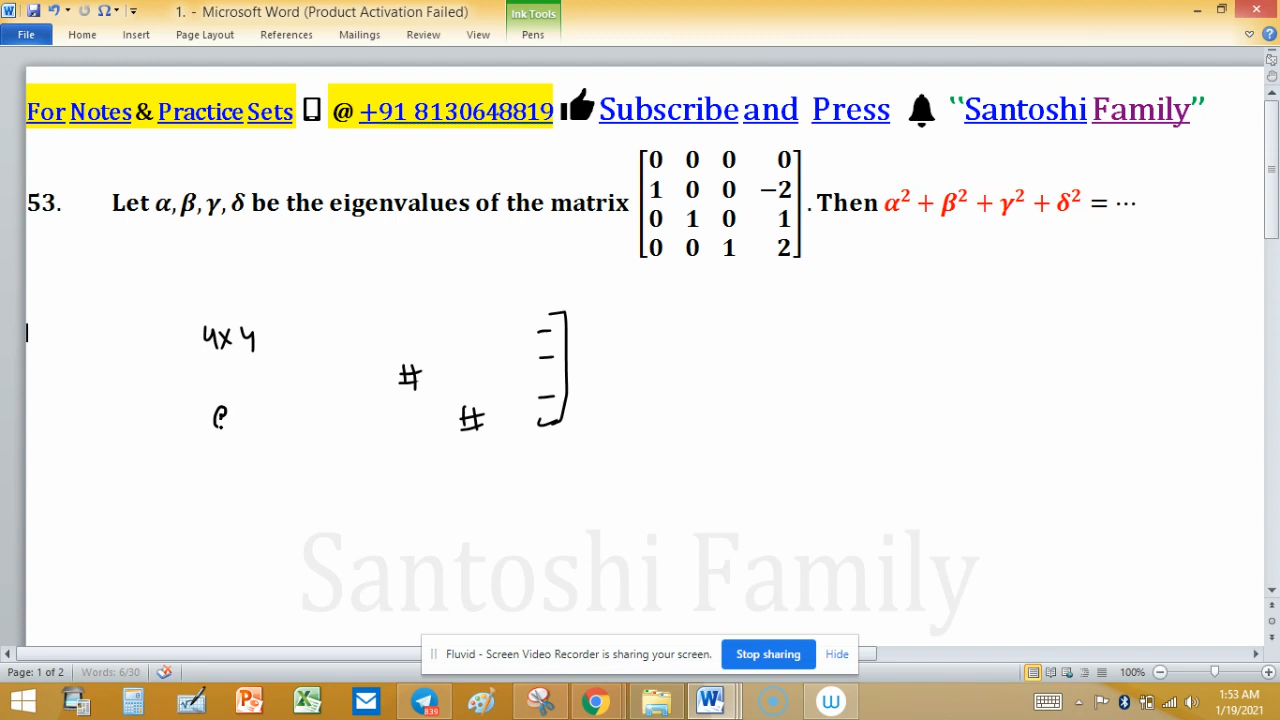 1. - Microsoft Word (Product Activation Failed)
Ink Tools
File Home Insert Page Layout References Mailings Review View Pens
For Notes & Practice Sets @ +91 8130648819 Subscribe and Press “Santoshi Family”
53. Let α, β, γ, δ be the eigenvalues of the matrix [0 0 0 0
1 0 0 −2
0 1 0 1
0 0 1 2]. Then α² + β² + γ² + δ² = ⋯
4x4
#
#
Santoshi Family
Fluvid - Screen Video Recorder is sharing your screen. Stop sharing Hide
Page: 1 of 2 Words: 6/30 100%
839
W
1:53 AM
1/19/2021